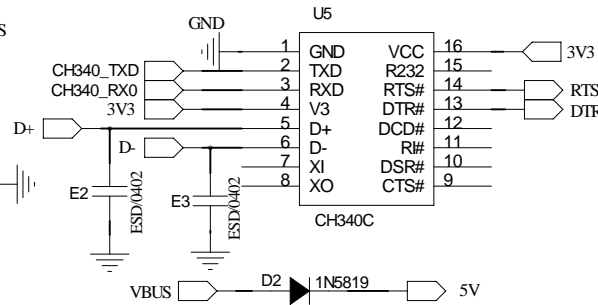 S
GND
U5
1 GND VCC 16 3V3
CH340_TXD 2 TXD R232 15
CH340_RX0 3 RXD RTS# 14 RTS
3V3 4 V3 DTR# 13 DTR
D+ 5 D+ DCD# 12
D- 6 D- RI# 11
7 XI DSR# 10
8 XO CTS# 9
E2 ESD/0402 E3 ESD/0402
CH340C
VBUS D2 1N5819 5V